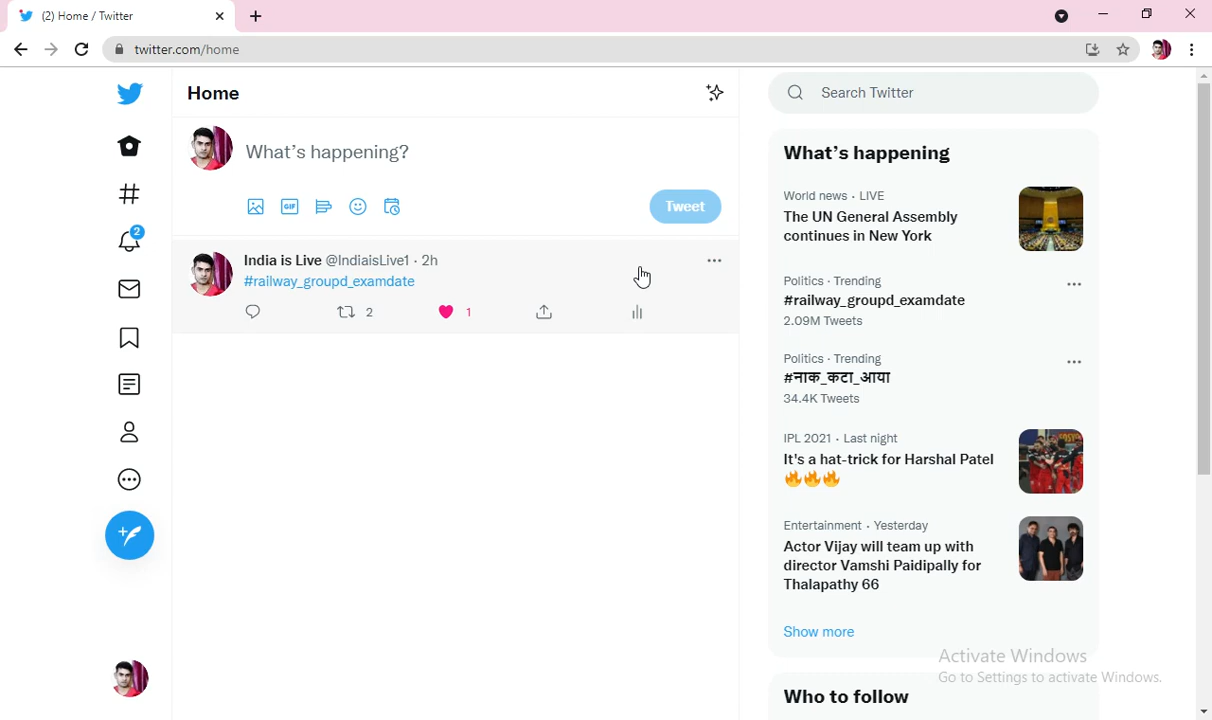 (2) Home / Twitter
twitter.com/home
Home
What's happening?
GIF
Tweet
2
India is Live @IndiaisLive1 · 2h
#railway_groupd_examdate
2
1
Search Twitter
What's happening
World news · LIVE
The UN General Assembly
continues in New York
Politics · Trending
#railway_groupd_examdate
2.09M Tweets
Politics · Trending
#नाक_कटा_आया
34.4K Tweets
IPL 2021 · Last night
It's a hat-trick for Harshal Patel
🔥🔥🔥
Entertainment · Yesterday
Actor Vijay will team up with
director Vamshi Paidipally for
Thalapathy 66
Show more
Activate Windows
Go to Settings to activate Windows.
Who to follow